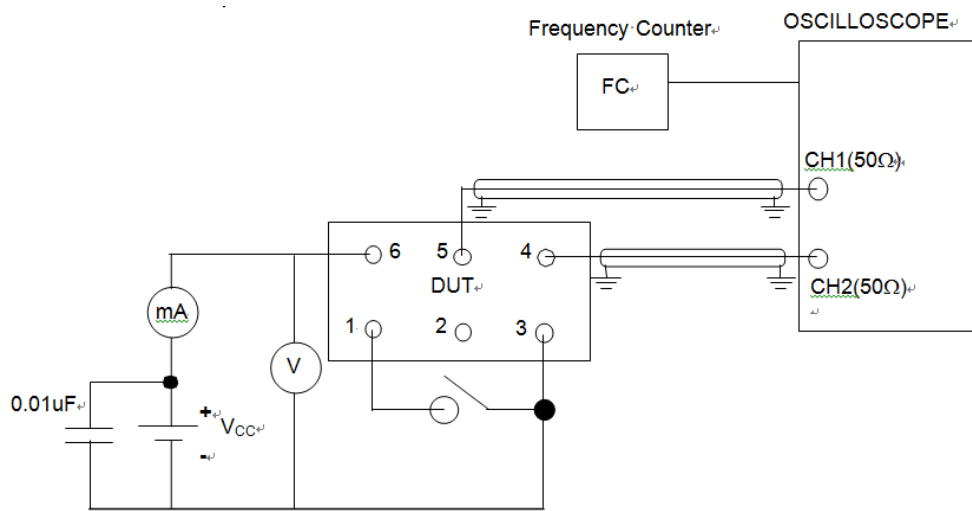 OSCILLOSCOPE
Frequency Counter
FC
CH1(50Ω)
6 5 4
DUT
CH2(50Ω)
mA
1 2 3
V
0.01uF
+
VCC
-